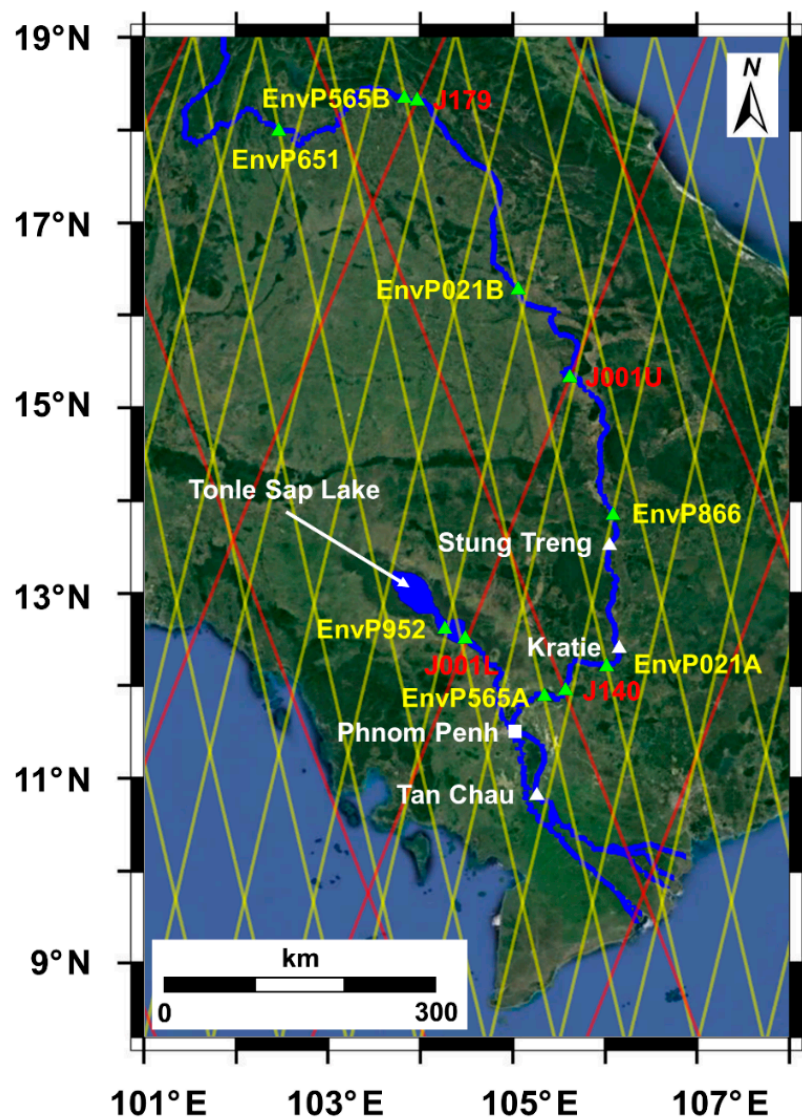 19°N
N
EnvP565B
J179
EnvP651
17°N
EnvP021B
J001U
15°N
Tonle Sap Lake
EnvP866
Stung Treng
13°N
EnvP952
Kratie
EnvP021A
J001L
EnvP565A
J140
Phnom Penh
11°N
Tan Chau
9°N
km
0
300
101°E
103°E
105°E
107°E